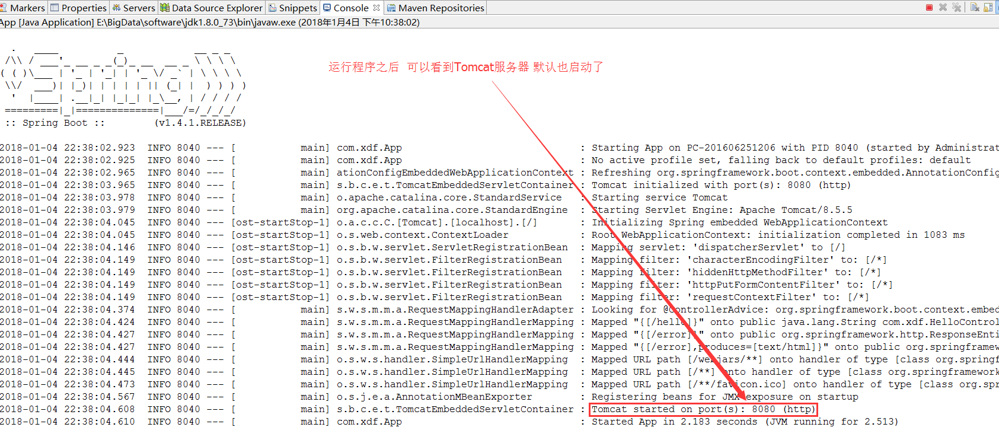 Markers Properties Servers Data Source Explorer Snippets Console Maven Repositories
App [Java Application] E:\BigData\software\jdk1.8.0_73\bin\javaw.exe (2018年1月4日 下午10:38:02)
运行程序之后 可以看到Tomcat服务器 默认也启动了
  .   ____          _            __ _ _
 /\\ / ___'_ __ _ _(_)_ __  __ _ \ \ \ \
( ( )\___ | '_ | '_| | '_ \/ _` | \ \ \ \
 \\/  ___)| |_)| | | | | || (_| |  ) ) ) )
  '  |____| .__|_| |_|_| |_\__, | / / / /
 =========|_|==============|___/=/_/_/_/
 :: Spring Boot ::        (v1.4.1.RELEASE)
2018-01-04 22:38:02.923  INFO 8040 --- [           main] com.xdf.App                              : Starting App on PC-201606251206 with PID 8040 (started by Administrat
2018-01-04 22:38:02.925  INFO 8040 --- [           main] com.xdf.App                              : No active profile set, falling back to default profiles: default
2018-01-04 22:38:02.965  INFO 8040 --- [           main] ationConfigEmbeddedWebApplicationContext : Refreshing org.springframework.boot.context.embedded.AnnotationConfig
2018-01-04 22:38:03.965  INFO 8040 --- [           main] s.b.c.e.t.TomcatEmbeddedServletContainer : Tomcat initialized with port(s): 8080 (http)
2018-01-04 22:38:03.978  INFO 8040 --- [           main] o.apache.catalina.core.StandardService   : Starting service Tomcat
2018-01-04 22:38:03.979  INFO 8040 --- [           main] org.apache.catalina.core.StandardEngine  : Starting Servlet Engine: Apache Tomcat/8.5.5
2018-01-04 22:38:04.045  INFO 8040 --- [ost-startStop-1] o.a.c.c.C.[Tomcat].[localhost].[/]       : Initializing Spring embedded WebApplicationContext
2018-01-04 22:38:04.045  INFO 8040 --- [ost-startStop-1] o.s.web.context.ContextLoader            : Root WebApplicationContext: initialization completed in 1083 ms
2018-01-04 22:38:04.146  INFO 8040 --- [ost-startStop-1] o.s.b.w.servlet.ServletRegistrationBean  : Mapping servlet: 'dispatcherServlet' to [/]
2018-01-04 22:38:04.149  INFO 8040 --- [ost-startStop-1] o.s.b.w.servlet.FilterRegistrationBean   : Mapping filter: 'characterEncodingFilter' to: [/*]
2018-01-04 22:38:04.149  INFO 8040 --- [ost-startStop-1] o.s.b.w.servlet.FilterRegistrationBean   : Mapping filter: 'hiddenHttpMethodFilter' to: [/*]
2018-01-04 22:38:04.149  INFO 8040 --- [ost-startStop-1] o.s.b.w.servlet.FilterRegistrationBean   : Mapping filter: 'httpPutFormContentFilter' to: [/*]
2018-01-04 22:38:04.149  INFO 8040 --- [ost-startStop-1] o.s.b.w.servlet.FilterRegistrationBean   : Mapping filter: 'requestContextFilter' to: [/*]
2018-01-04 22:38:04.374  INFO 8040 --- [           main] s.w.s.m.m.a.RequestMappingHandlerAdapter : Looking for @ControllerAdvice: org.springframework.boot.context.embed
2018-01-04 22:38:04.424  INFO 8040 --- [           main] s.w.s.m.m.a.RequestMappingHandlerMapping : Mapped "{[/hello]}" onto public java.lang.String com.xdf.HelloControl
2018-01-04 22:38:04.427  INFO 8040 --- [           main] s.w.s.m.m.a.RequestMappingHandlerMapping : Mapped "{[/error]}" onto public org.springframework.http.ResponseEnti
2018-01-04 22:38:04.427  INFO 8040 --- [           main] s.w.s.m.m.a.RequestMappingHandlerMapping : Mapped "{[/error],produces=[text/html]}" onto public org.springframew
2018-01-04 22:38:04.444  INFO 8040 --- [           main] o.s.w.s.handler.SimpleUrlHandlerMapping  : Mapped URL path [/webjars/**] onto handler of type [class org.springf
2018-01-04 22:38:04.445  INFO 8040 --- [           main] o.s.w.s.handler.SimpleUrlHandlerMapping  : Mapped URL path [/**] onto handler of type [class org.springframework
2018-01-04 22:38:04.473  INFO 8040 --- [           main] o.s.w.s.handler.SimpleUrlHandlerMapping  : Mapped URL path [/**/favicon.ico] onto handler of type [class org.spr
2018-01-04 22:38:04.567  INFO 8040 --- [           main] o.s.j.e.a.AnnotationMBeanExporter        : Registering beans for JMX exposure on startup
2018-01-04 22:38:04.608  INFO 8040 --- [           main] s.b.c.e.t.TomcatEmbeddedServletContainer : Tomcat started on port(s): 8080 (http)
2018-01-04 22:38:04.610  INFO 8040 --- [           main] com.xdf.App                              : Started App in 2.183 seconds (JVM running for 2.513)